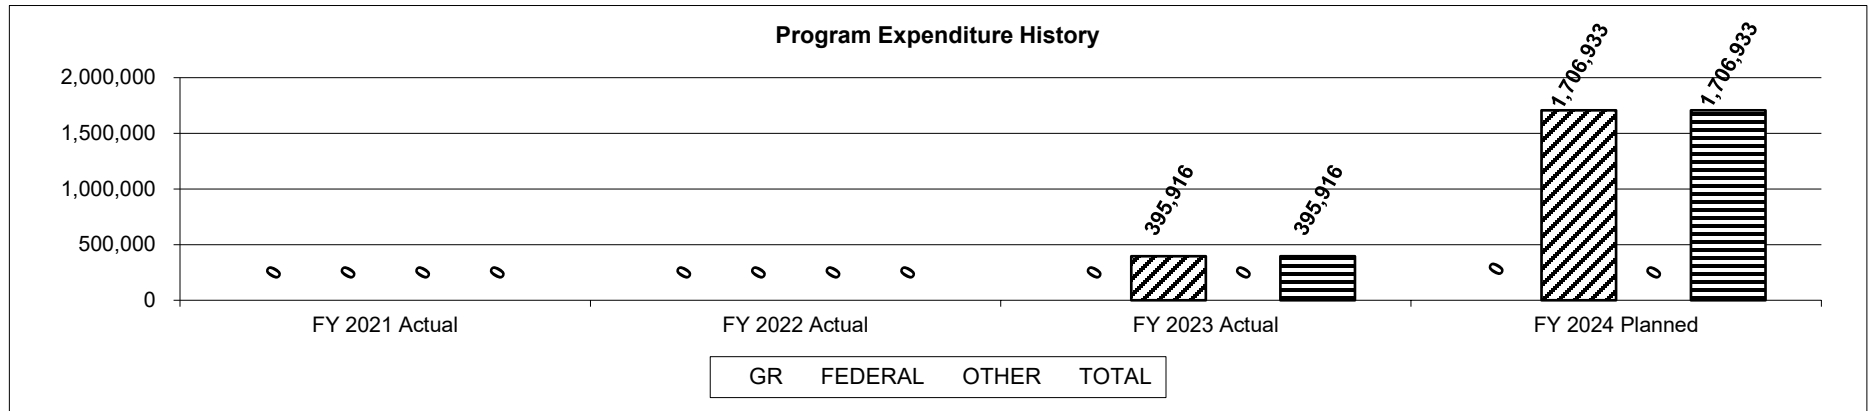 Program Expenditure History
2,000,000
1,500,000
1,000,000
500,000
0
0 0 0 0 0 0 0 0 0 395,916 0 395,916 0 1,706,933 0 1,706,933
FY 2021 Actual FY 2022 Actual FY 2023 Actual FY 2024 Planned
GR FEDERAL OTHER TOTAL